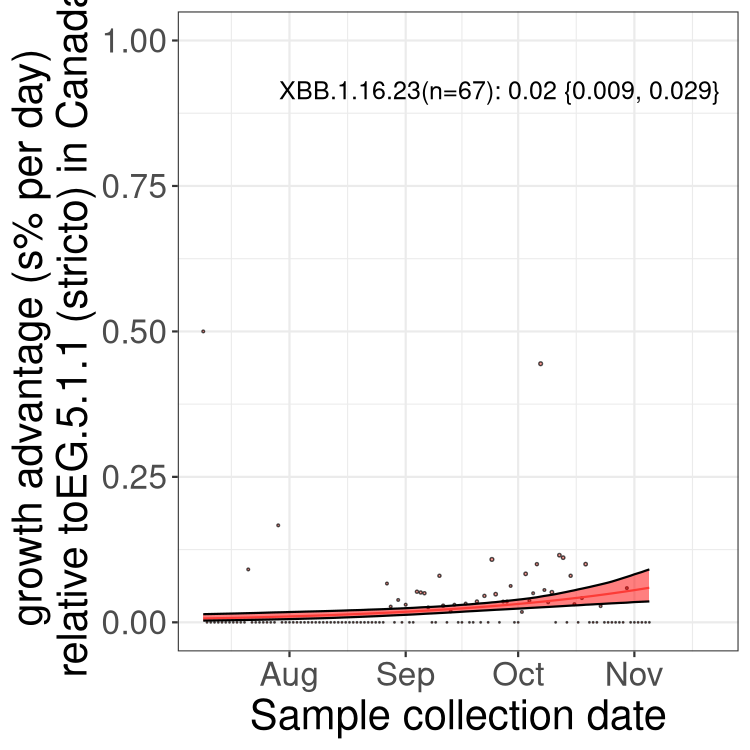 growth advantage (s% per day)
relative toEG.5.1.1 (stricto) in Canada
1.00
0.75
0.50
0.25
0.00
XBB.1.16.23(n=67): 0.02 {0.009, 0.029}
Aug Sep Oct Nov
Sample collection date